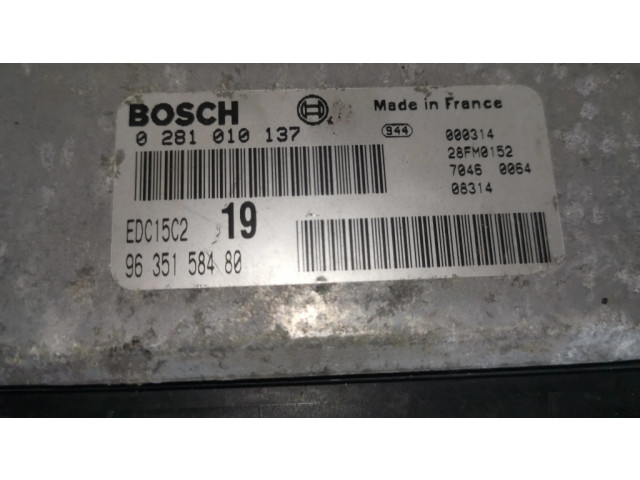 BOSCH Made in France
0 281 010 137 944 000314
28FM0152
7046 0064
08314
EDC15C2 19
96 351 584 80